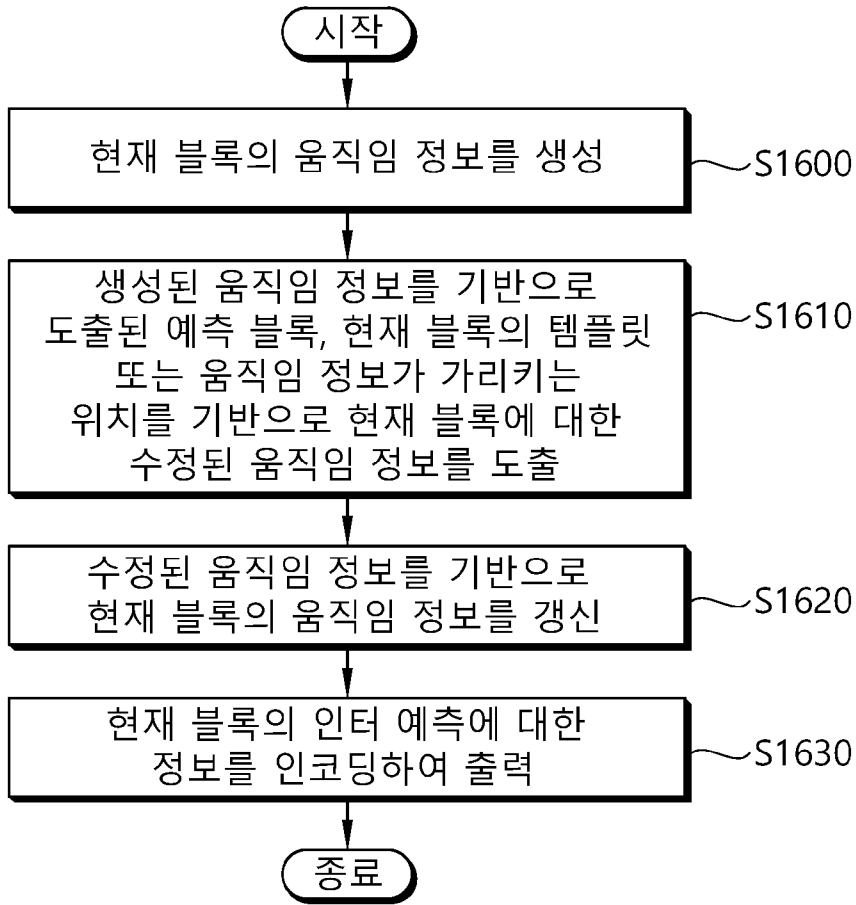 시작
현재 블록의 움직임 정보를 생성
S1600
생성된 움직임 정보를 기반으로
도출된 예측 블록, 현재 블록의 템플릿
또는 움직임 정보가 가리키는
위치를 기반으로 현재 블록에 대한
수정된 움직임 정보를 도출
S1610
수정된 움직임 정보를 기반으로
현재 블록의 움직임 정보를 갱신
S1620
현재 블록의 인터 예측에 대한
정보를 인코딩하여 출력
S1630
종료